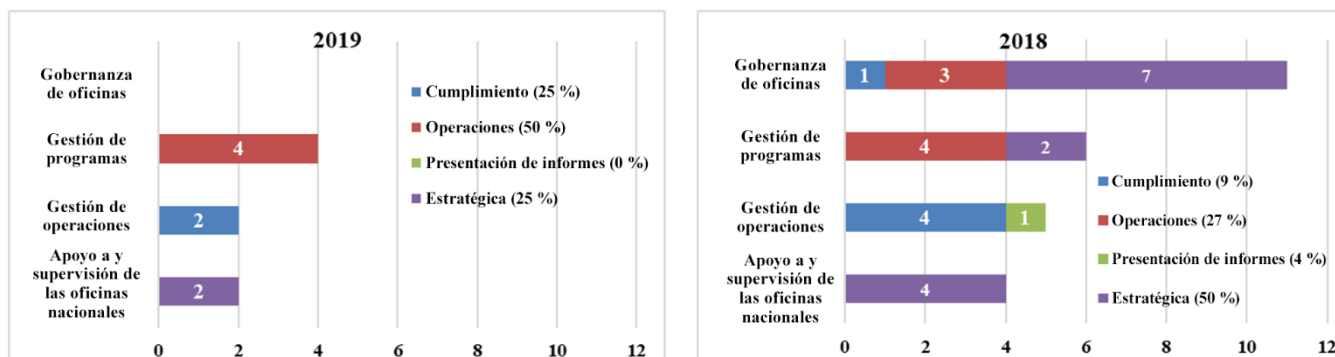 2019
Gobernanza
de oficinas
Gestión de
programas
Gestión de
operaciones
Apoyo a y
supervisión de
las oficinas
nacionales
4
2
2
Cumplimiento (25 %)
Operaciones (50 %)
Presentación de informes (0 %)
Estratégica (25 %)
0 2 4 6 8 10 12
2018
Gobernanza
de oficinas
Gestión de
programas
Gestión de
operaciones
Apoyo a y
supervisión de
las oficinas
nacionales
1 3 7
4 2
4 1
4
Cumplimiento (9 %)
Operaciones (27 %)
Presentación de informes (4 %)
Estratégica (50 %)
0 2 4 6 8 10 12